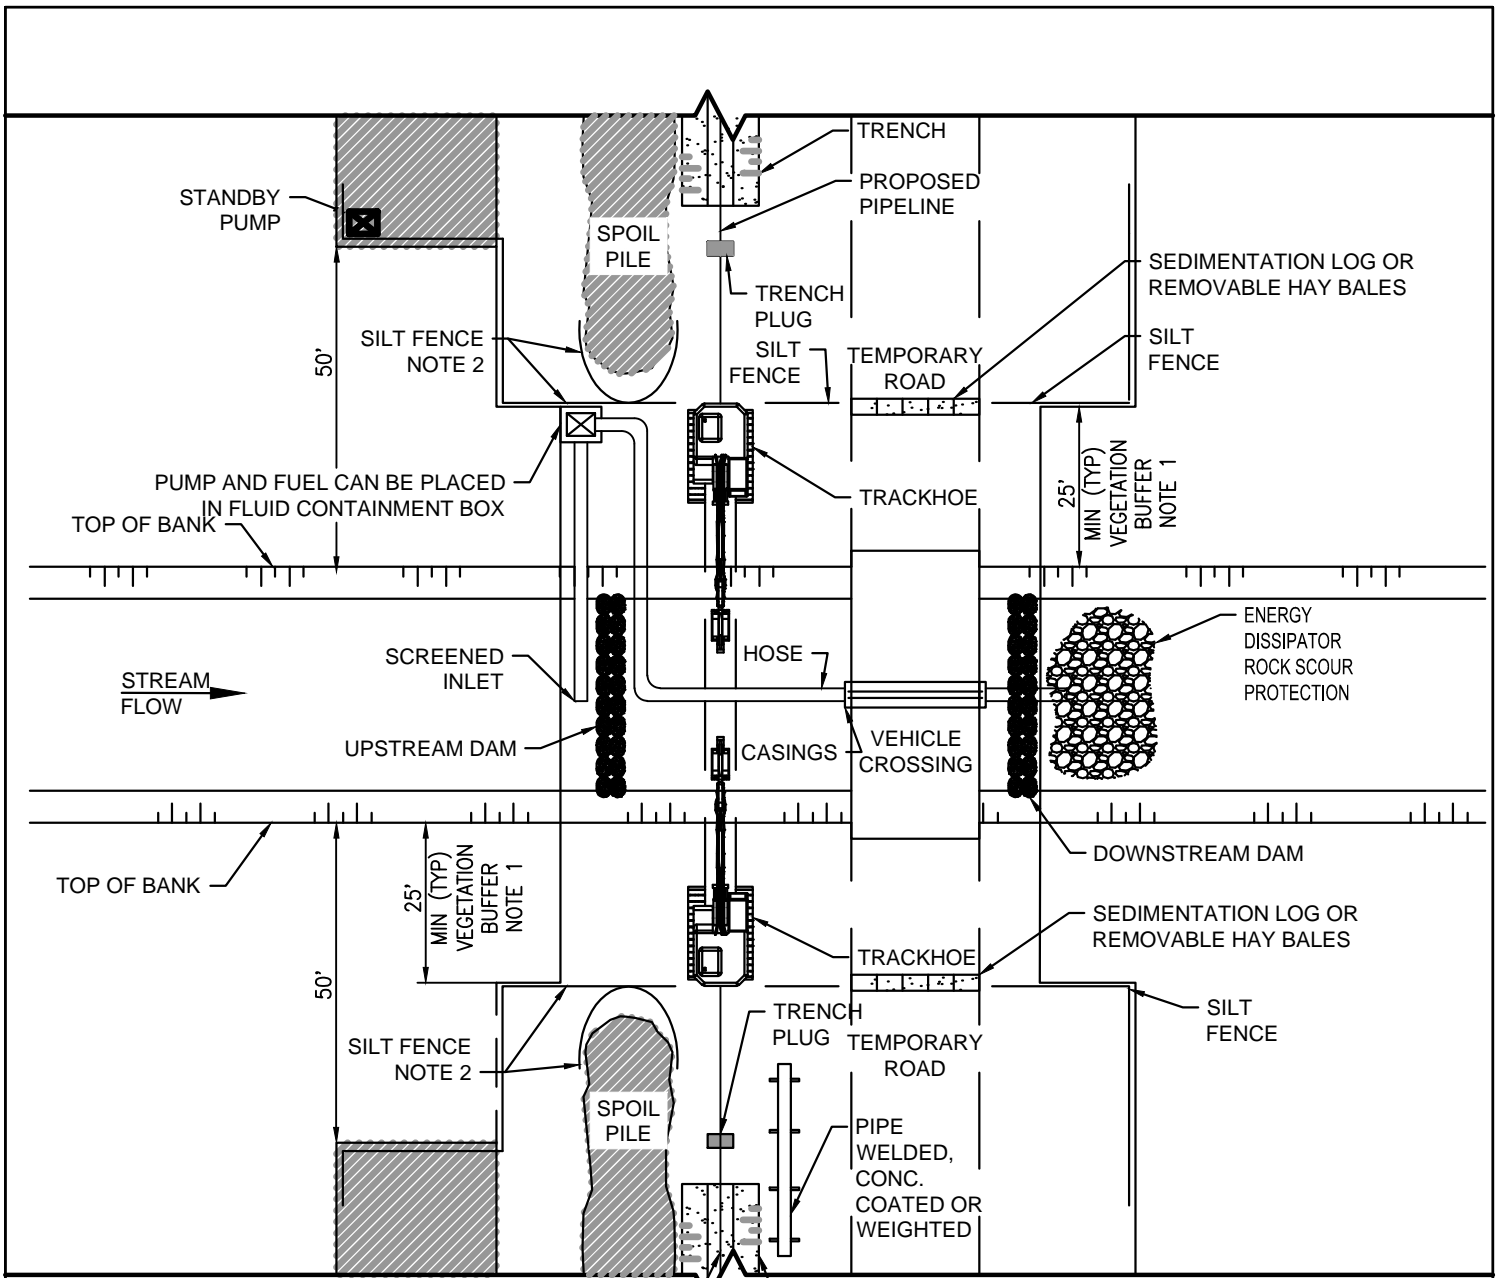 TRENCH
PROPOSED
PIPELINE
STANDBY
PUMP
SPOIL
PILE
SEDIMENTATION LOG OR
REMOVABLE HAY BALES
TRENCH
PLUG
SILT FENCE
NOTE 2
SILT
FENCE
TEMPORARY
ROAD
SILT
FENCE
50'
PUMP AND FUEL CAN BE PLACED
IN FLUID CONTAINMENT BOX
TRACKHOE
25'
MIN (TYP)
VEGETATION
BUFFER
NOTE 1
TOP OF BANK
ENERGY
DISSIPATOR
ROCK SCOUR
PROTECTION
SCREENED
INLET
HOSE
STREAM
FLOW
UPSTREAM DAM
CASINGS
VEHICLE
CROSSING
DOWNSTREAM DAM
TOP OF BANK
25'
MIN (TYP)
VEGETATION
BUFFER
NOTE 1
SEDIMENTATION LOG OR
REMOVABLE HAY BALES
TRACKHOE
50'
SILT
FENCE
TRENCH
PLUG
TEMPORARY
ROAD
SILT FENCE
NOTE 2
SPOIL
PILE
PIPE
WELDED,
CONC.
COATED OR
WEIGHTED